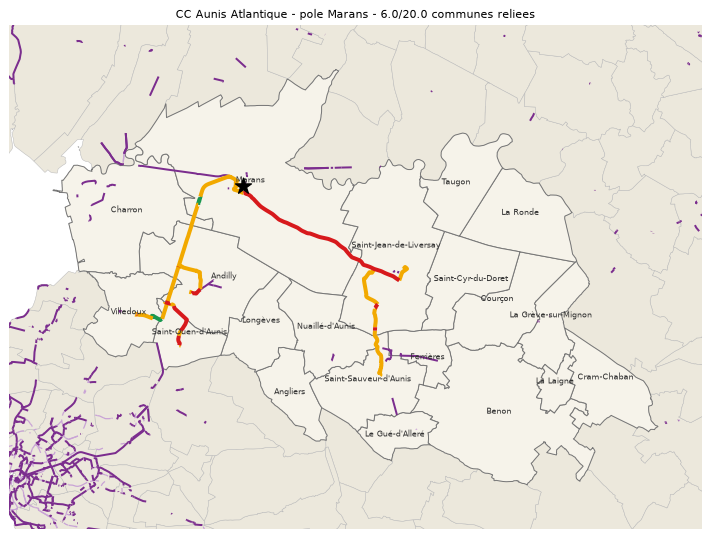 CC Aunis Atlantique - pole Marans - 6.0/20.0 communes reliees
Marans
Taugon
Charron
La Ronde
Saint-Jean-de-Liversay
Andilly
Saint-Cyr-du-Doret
Courçon
Villedoux
La Grève-sur-Mignon
Longèves
Nuaillé-d'Aunis
Saint-Ouen-d'Aunis
Ferrières
Saint-Sauveur-d'Aunis
La Laigne
Cram-Chaban
Angliers
Benon
Le Gué-d'Alleré